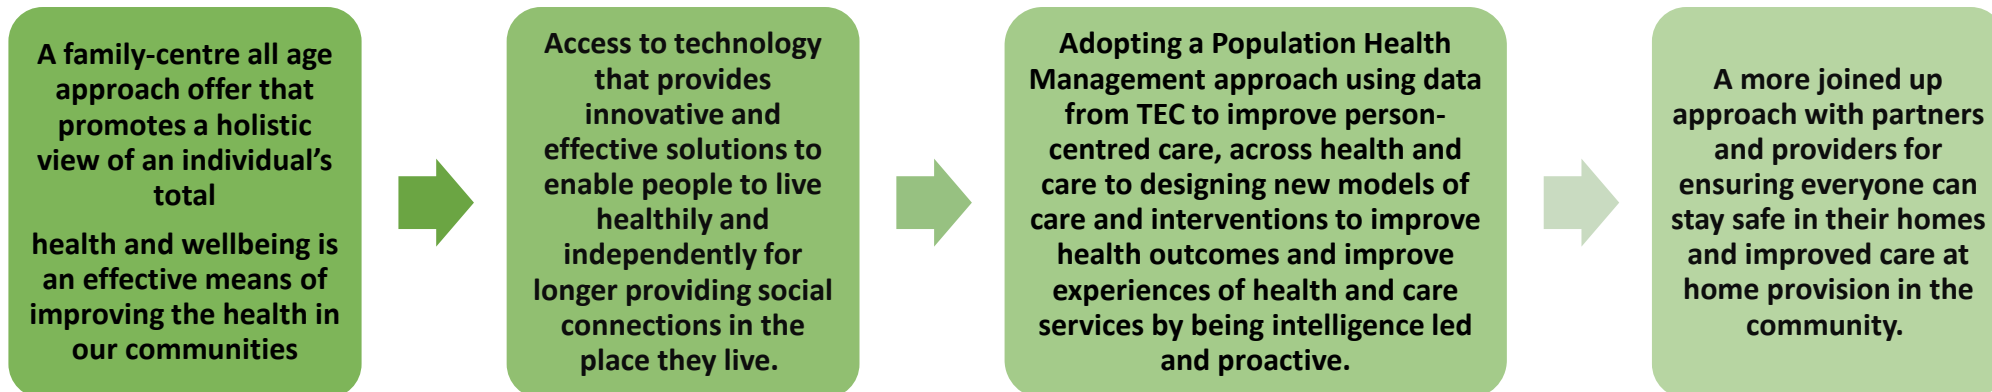 A family-centre all age
approach offer that
promotes a holistic
view of an individual’s
total
health and wellbeing is
an effective means of
improving the health in
our communities
Access to technology
that provides
innovative and
effective solutions to
enable people to live
healthily and
independently for
longer providing social
connections in the
place they live.
Adopting a Population Health
Management approach using data
from TEC to improve person-
centred care, across health and
care to designing new models of
care and interventions to improve
health outcomes and improve
experiences of health and care
services by being intelligence led
and proactive.
A more joined up
approach with partners
and providers for
ensuring everyone can
stay safe in their homes
and improved care at
home provision in the
community.